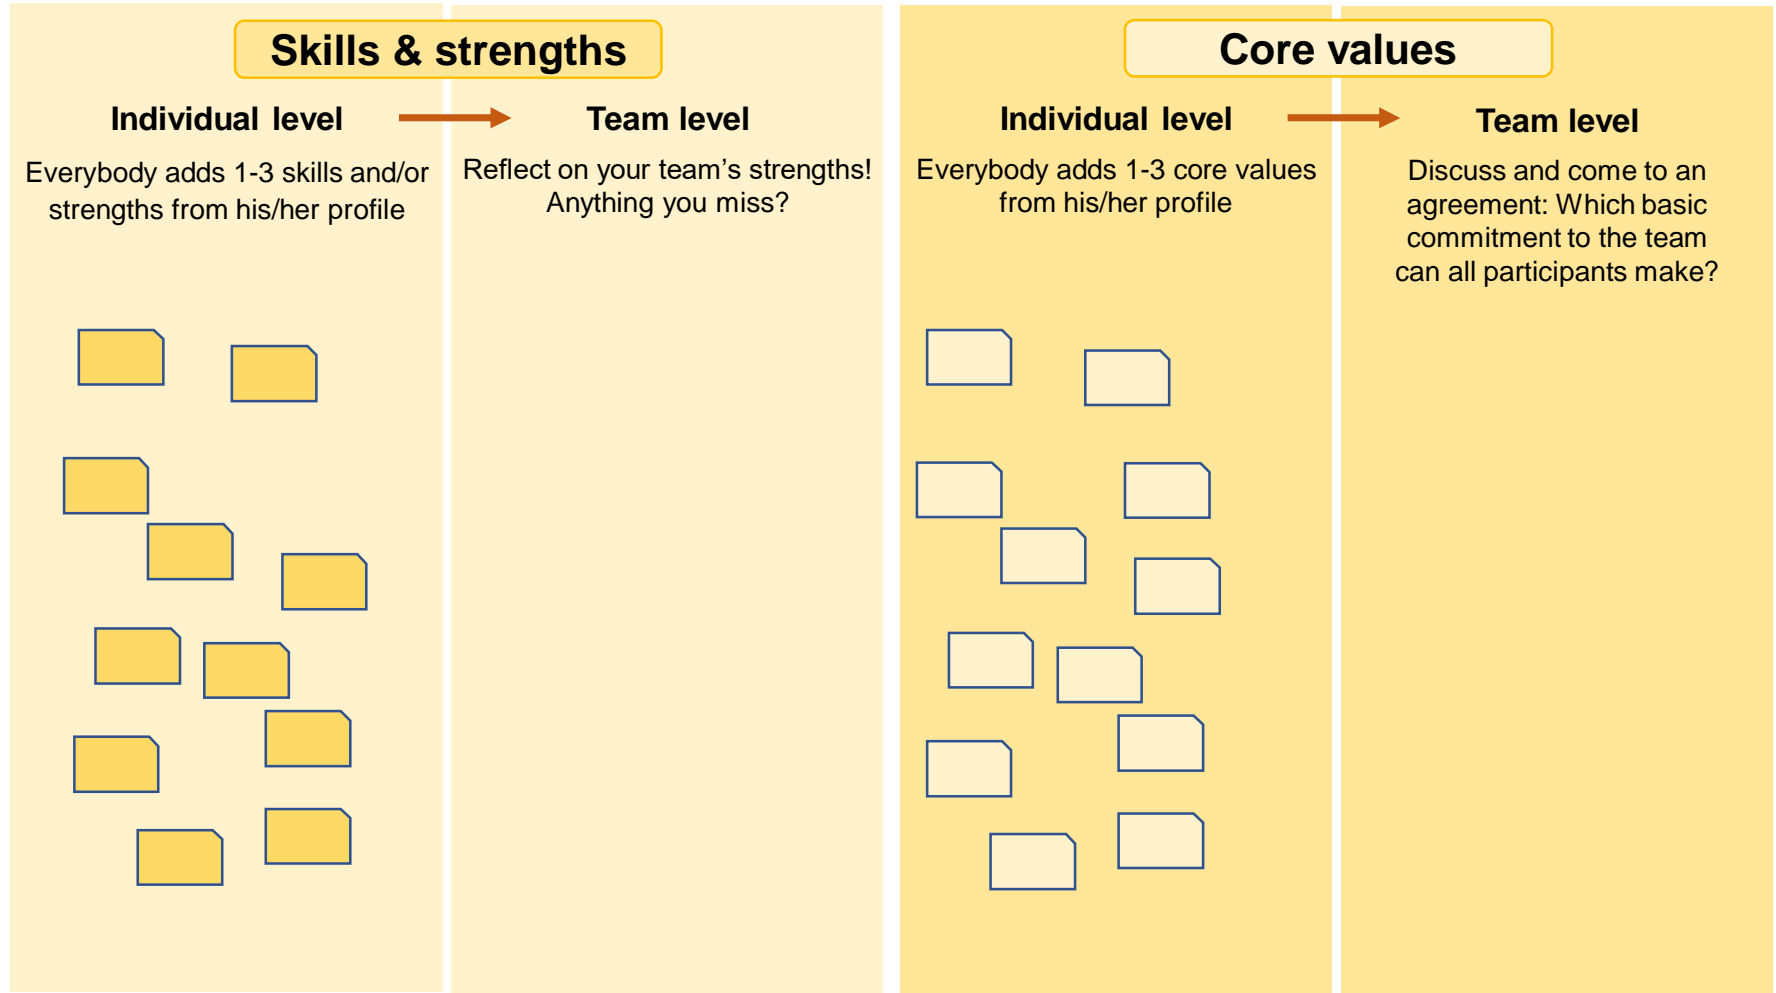 Skills & strengths
Individual level
Everybody adds 1-3 skills and/or
strengths from his/her profile
Team level
Reflect on your team’s strengths!
Anything you miss?
Core values
Individual level
Everybody adds 1-3 core values
from his/her profile
Team level
Discuss and come to an
agreement: Which basic
commitment to the team
can all participants make?